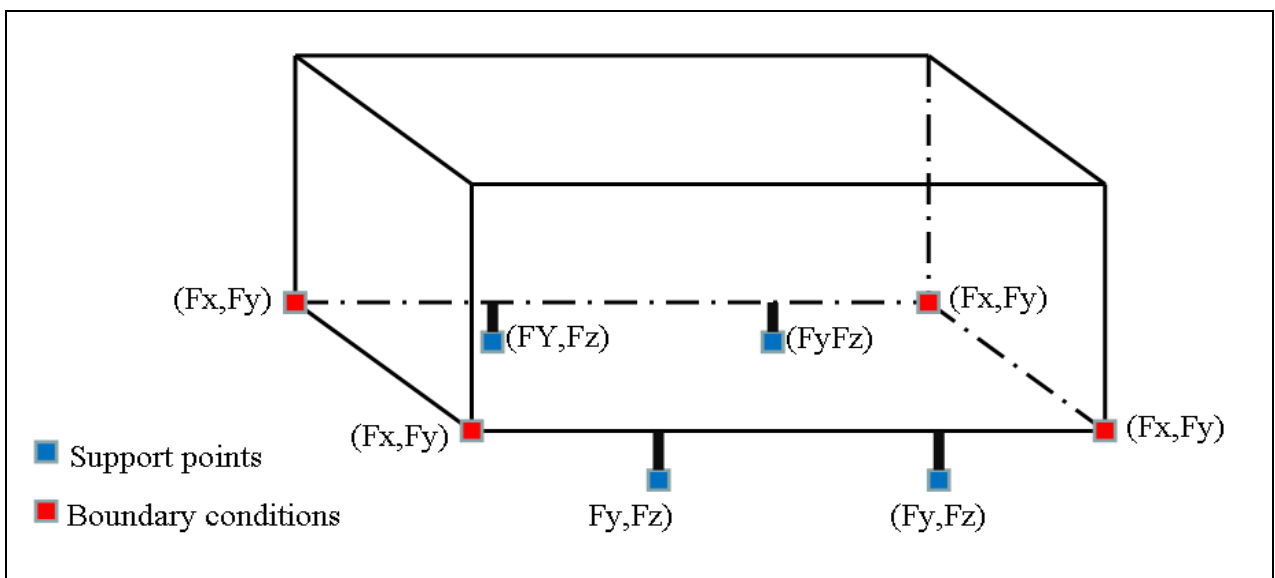 (Fx,Fy)
(Fx,Fy)
(FY,Fz)
(FyFz)
(Fx,Fy)
(Fx,Fy)
Support points
Fy,Fz)
(Fy,Fz)
Boundary conditions